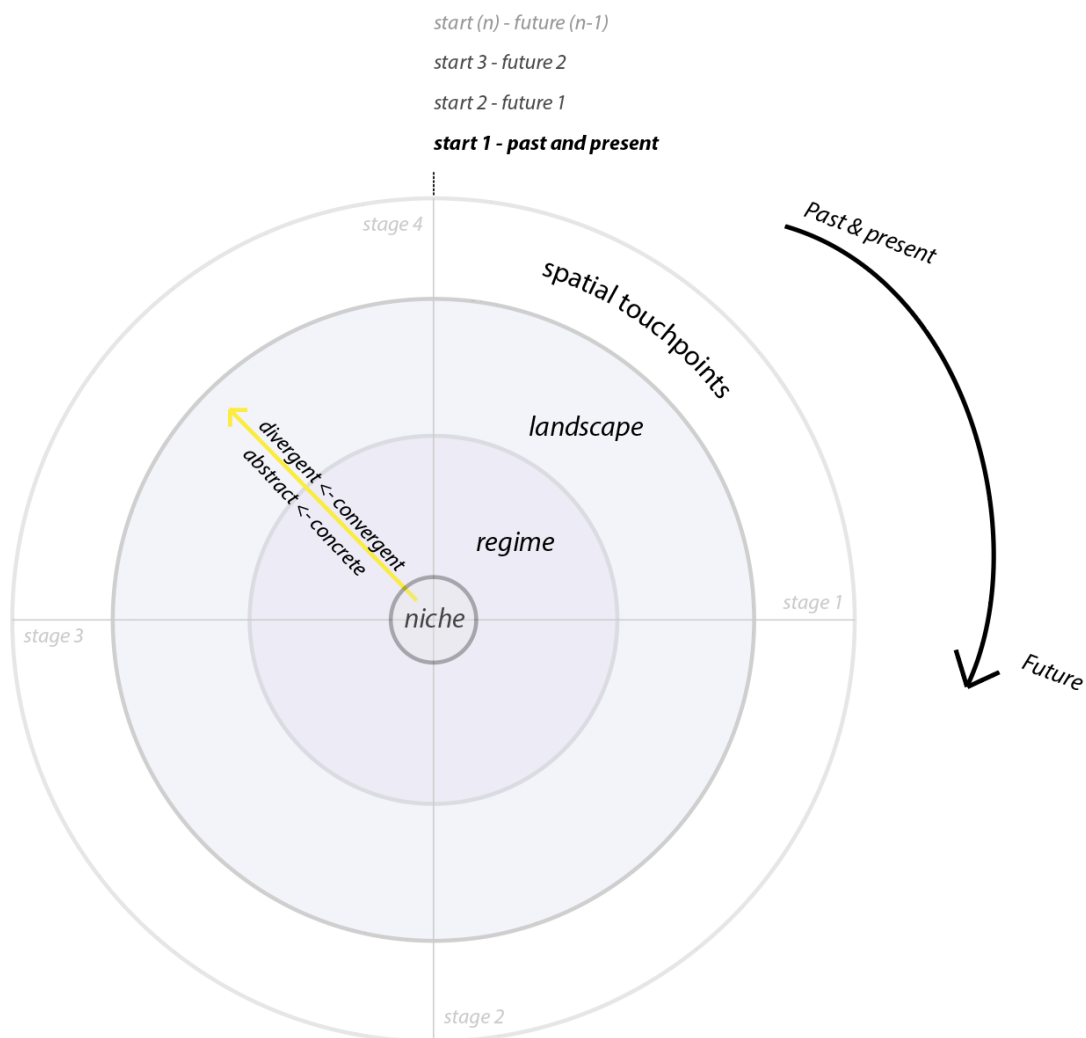 start (n) - future (n-1)
start 3 - future 2
start 2 - future 1
start 1 - past and present
Past & present
stage 4
spatial touchpoints
landscape
divergent <- convergent
abstract <- concrete
regime
stage 1
niche
stage 3
Future
stage 2